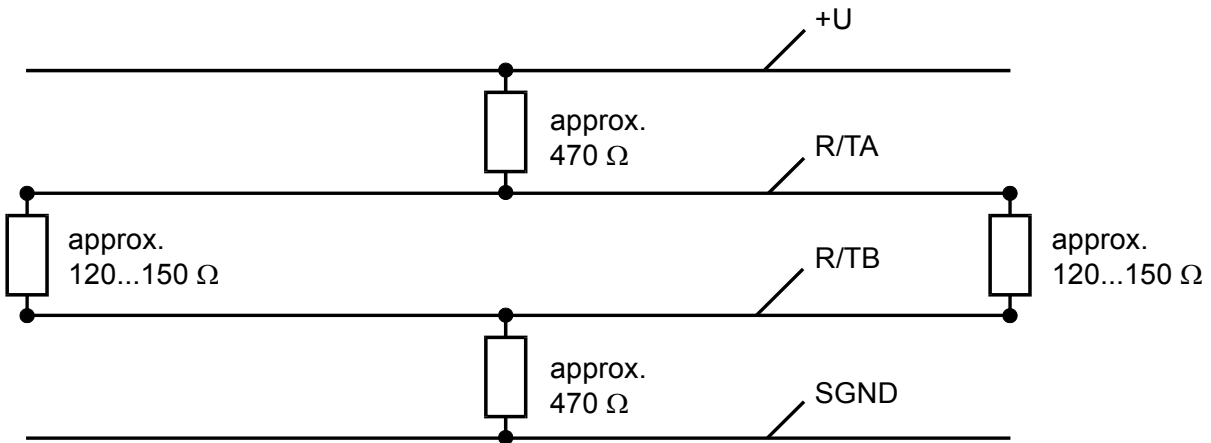 +U
approx.
470 Ω
R/TA
approx.
120...150 Ω
R/TB
approx.
120...150 Ω
approx.
470 Ω
SGND